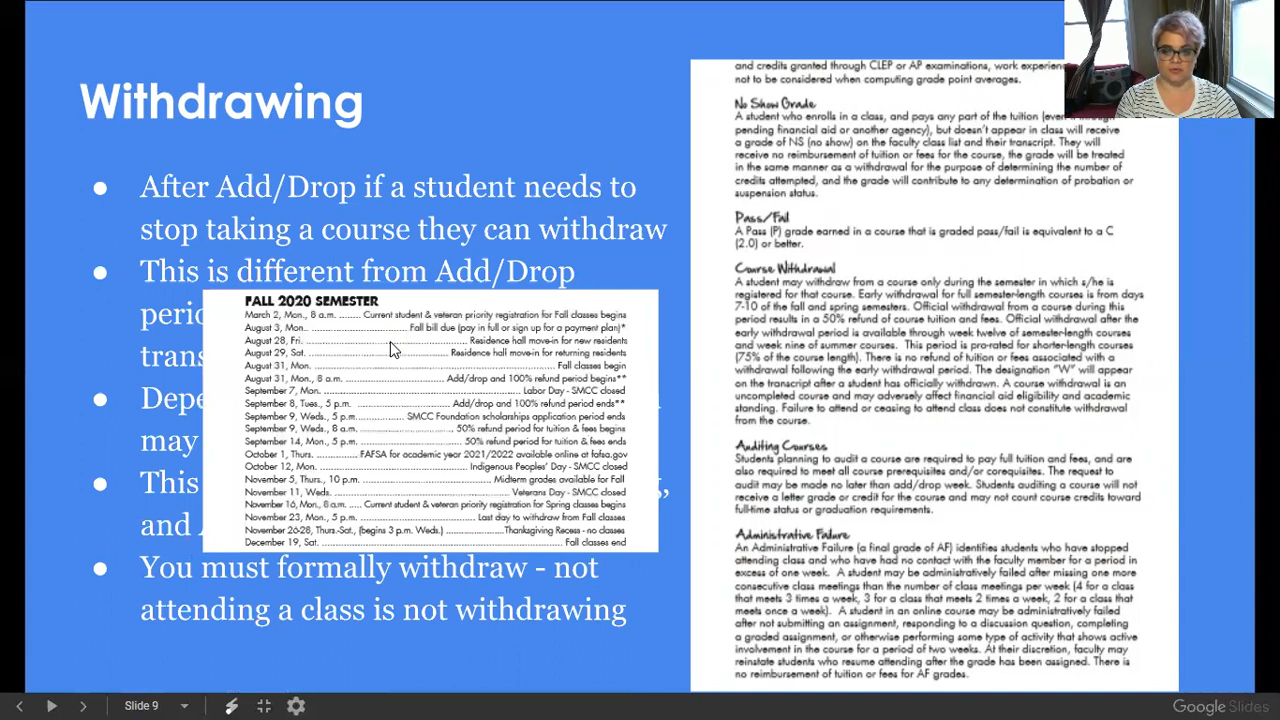 Withdrawing
● After Add/Drop if a student needs to
stop taking a course they can withdraw
● This is different from Add/Drop
● You must formally withdraw - not
attending a class is not withdrawing
FALL 2020 SEMESTER
March 2, Mon., 8 a.m. ........ Current student & veteran priority registration for Fall classes begins
August 3, Mon. ........ Fall bill due (pay in full or sign up for a payment plan)*
August 28, Fri. ........ Residence hall move-in for new residents
August 29, Sat. ........ Residence hall move-in for returning residents
August 31, Mon. ........ Fall classes begin
August 31, Mon., 8 a.m. ........ Add/drop and 100% refund period begins**
September 7, Mon. ........ Labor Day - SMCC closed
September 8, Tues., 5 p.m. ........ Add/drop and 100% refund period ends**
September 9, Weds., 5 p.m. ........ SMCC Foundation scholarships application period ends
September 9, Weds., 8 a.m. ........ 50% refund period for tuition & fees begins
September 14, Mon., 5 p.m. ........ 50% refund period for tuition & fees ends
October 1, Thurs. ........ FAFSA for academic year 2021/2022 available online at fafsa.gov
October 12, Mon. ........ Indigenous Peoples' Day - SMCC closed
November 5, Thurs., 10 p.m. ........ Midterm grades available for Fall
November 11, Weds. ........ Veterans Day - SMCC closed
November 16, Mon., 8 a.m. .... Current student & veteran priority registration for Spring classes begins
November 23, Mon., 5 p.m. ........ Last day to withdraw from Fall classes
November 26-28, Thurs.-Sat., (begins 3 p.m. Weds.) ........ Thanksgiving Recess - no classes
December 19, Sat. ........ Fall classes end
and credits granted through CLEP or AP examinations, work
not to be considered when computing grade point averages.
No Show Grade
A student who enrolls in a class, and pays any part of the tuition
pending financial aid or another agency), but doesn't appear in class will receive
a grade of NS (no show) on the faculty class list and their transcript. They will
receive no reimbursement of tuition or fees for the course, the grade will be treated
in the same manner as a withdrawal for the purpose of determining the number of
credits attempted, and the grade will contribute to any determination of probation or
suspension status.
Pass/Fail
A Pass (P) grade earned in a course that is graded pass/fail is equivalent to a C
(2.0) or better.
Course Withdrawal
A student may withdraw from a course only during the semester in which s/he is
registered for that course. Early withdrawal for full semester-length courses is from days
7-10 of the fall and spring semesters. Official withdrawal from a course during this
period results in a 50% refund of course tuition and fees. Official withdrawal after the
early withdrawal period is available through week twelve of semester-length courses
and week nine of summer courses. This period is pro-rated for shorter-length courses
(75% of the course length). There is no refund of tuition or fees associated with a
withdrawal following the early withdrawal period. The designation "W" will appear
on the transcript after a student has officially withdrawn. A course withdrawal is an
uncompleted course and may adversely affect financial aid eligibility and academic
standing. Failure to attend or ceasing to attend class does not constitute withdrawal
from the course.
Auditing Courses
Students planning to audit a course are required to pay full tuition and fees, and are
also required to meet all course prerequisites and/or corequisites. The request to
audit may be made no later than add/drop week. Students auditing a course will not
receive a letter grade or credit for the course and may not count course credits toward
full-time status or graduation requirements.
Administrative Failure
An Administrative Failure (a final grade of AF) identifies students who have stopped
attending class and who have had no contact with the faculty member for a period in
excess of one week. A student may be administratively failed after missing one more
consecutive class meetings than the number of class meetings per week (4 for a class
that meets 3 times a week, 3 for a class that meets 2 times a week, 2 for a class that
meets once a week). A student in an online course may be administratively failed
after not submitting an assignment, responding to a discussion question, completing
a graded assignment, or otherwise performing some type of activity that shows active
involvement in the course for a period of two weeks. At their discretion, faculty may
reinstate students who resume attending after the grade has been assigned. There is
no reimbursement of tuition or fees for AF grades.
Slide 9
Google Slides